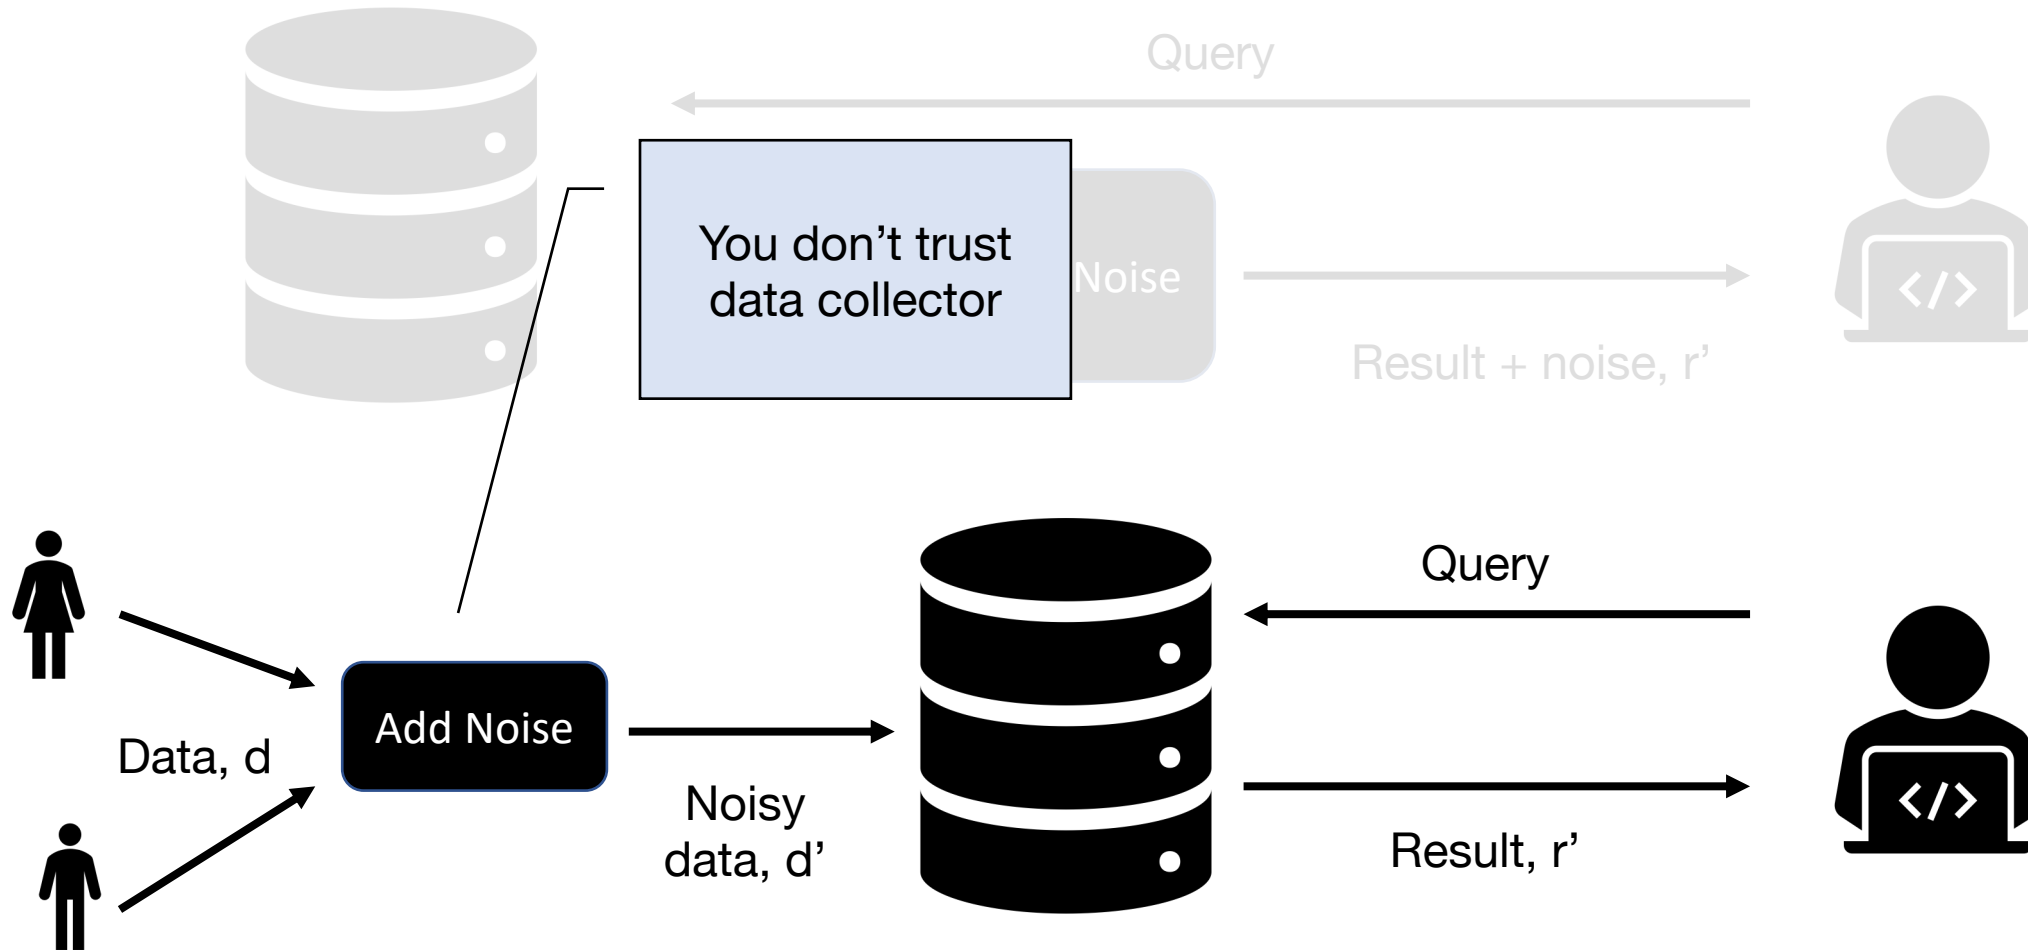 Query
You don’t trust
data collector
Noise
Result + noise, r’
</>
Query
Add Noise
Data, d
Noisy
data, d’
Result, r’
</>